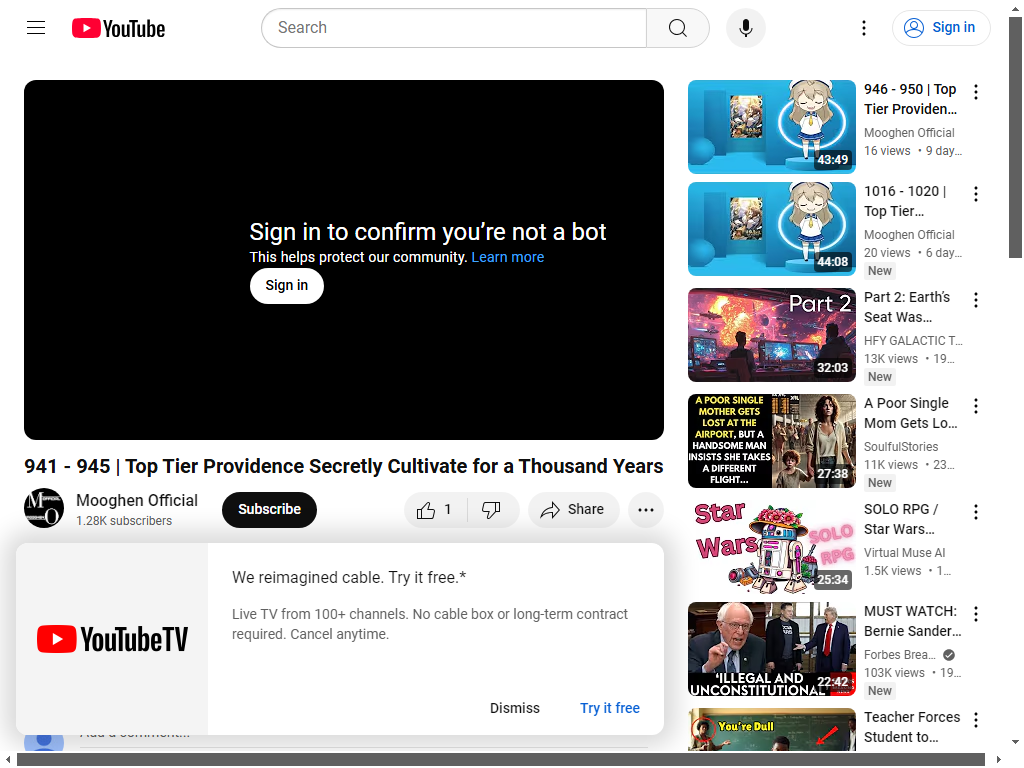 YouTube
Search
Sign in
Sign in to confirm you’re not a bot
This helps protect our community. Learn more
Sign in
941 - 945 | Top Tier Providence Secretly Cultivate for a Thousand Years
Mooghen Official
1.28K subscribers
Subscribe
1
Share
We reimagined cable. Try it free.*
Live TV from 100+ channels. No cable box or long-term contract
required. Cancel anytime.
YouTubeTV
Dismiss
Try it free
Add a comment...
43:49
946 - 950 | Top
Tier Providen…
Mooghen Official
16 views • 9 day…
44:08
1016 - 1020 |
Top Tier…
Mooghen Official
20 views • 6 day…
New
Part 2
32:03
Part 2: Earth’s
Seat Was…
HFY GALACTIC T…
13K views • 19…
New
A POOR SINGLE
MOTHER GETS
LOST AT THE
AIRPORT, BUT A
HANDSOME MAN
INSISTS SHE TAKES
A DIFFERENT
FLIGHT...
27:38
A Poor Single
Mom Gets Lo…
SoulfulStories
11K views • 23…
New
Star
Wars
SOLO
RPG
25:34
SOLO RPG /
Star Wars…
Virtual Muse AI
1.5K views • 1…
'ILLEGAL AND
UNCONSTITUTIONAL
22:42
MUST WATCH:
Bernie Sander…
Forbes Brea…
103K views • 19…
New
You're Dull
Teacher Forces
Student to…